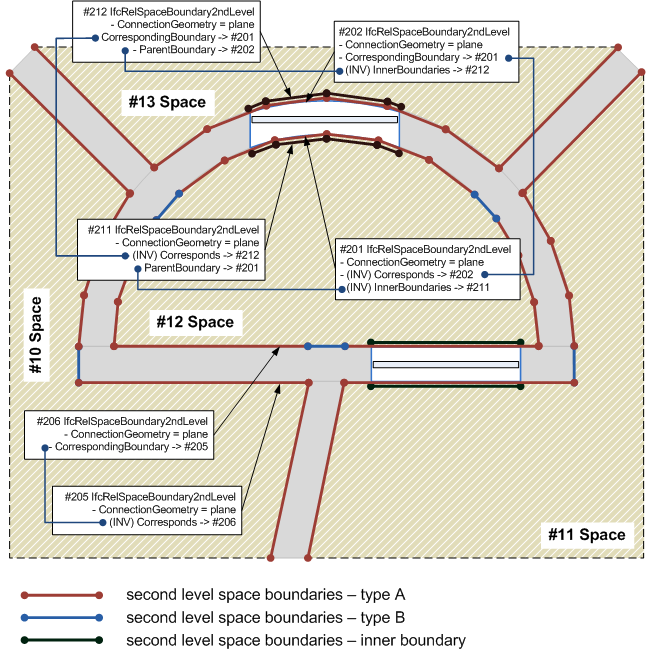 #212 IfcRelSpaceBoundary2ndLevel
- ConnectionGeometry = plane
CorrespondingBoundary -> #201
- ParentBoundary -> #202
#202 IfcRelSpaceBoundary2ndLevel
- ConnectionGeometry = plane
- CorrespondingBoundary -> #201
(INV) InnerBoundaries -> #212
#13 Space
#211 IfcRelSpaceBoundary2ndLevel
- ConnectionGeometry = plane
(INV) Corresponds -> #212
ParentBoundary -> #201
#201 IfcRelSpaceBoundary2ndLevel
- ConnectionGeometry = plane
- (INV) Corresponds -> #202
(INV) InnerBoundaries -> #211
#10 Space
#12 Space
#206 IfcRelSpaceBoundary2ndLevel
- ConnectionGeometry = plane
- CorrespondingBoundary -> #205
#205 IfcRelSpaceBoundary2ndLevel
- ConnectionGeometry = plane
(INV) Corresponds -> #206
#11 Space
second level space boundaries – type A
second level space boundaries – type B
second level space boundaries – inner boundary